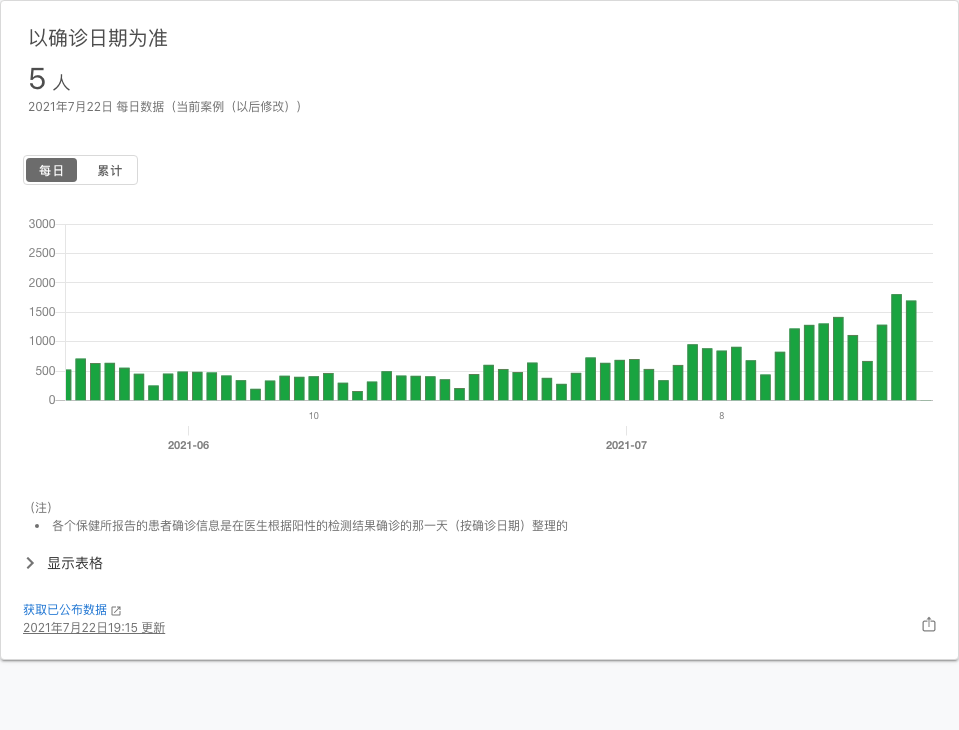 以确诊日期为准
5 人
2021年7月22日 每日数据（当前案例（以后修改））
每日 累计
3000
2500
2000
1500
1000
500
0
10 8
2021-06 2021-07
（注）
• 各个保健所报告的患者确诊信息是在医生根据阳性的检测结果确诊的那一天（按确诊日期）整理的
显示表格
获取已公布数据
2021年7月22日19:15 更新